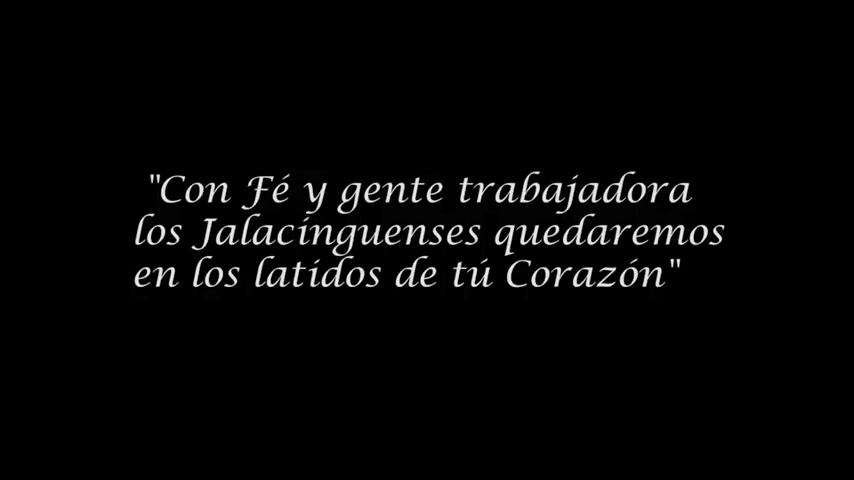 "Con Fé y gente trabajadora
los Jalacinguenses quedaremos
en los latidos de tú Corazón"